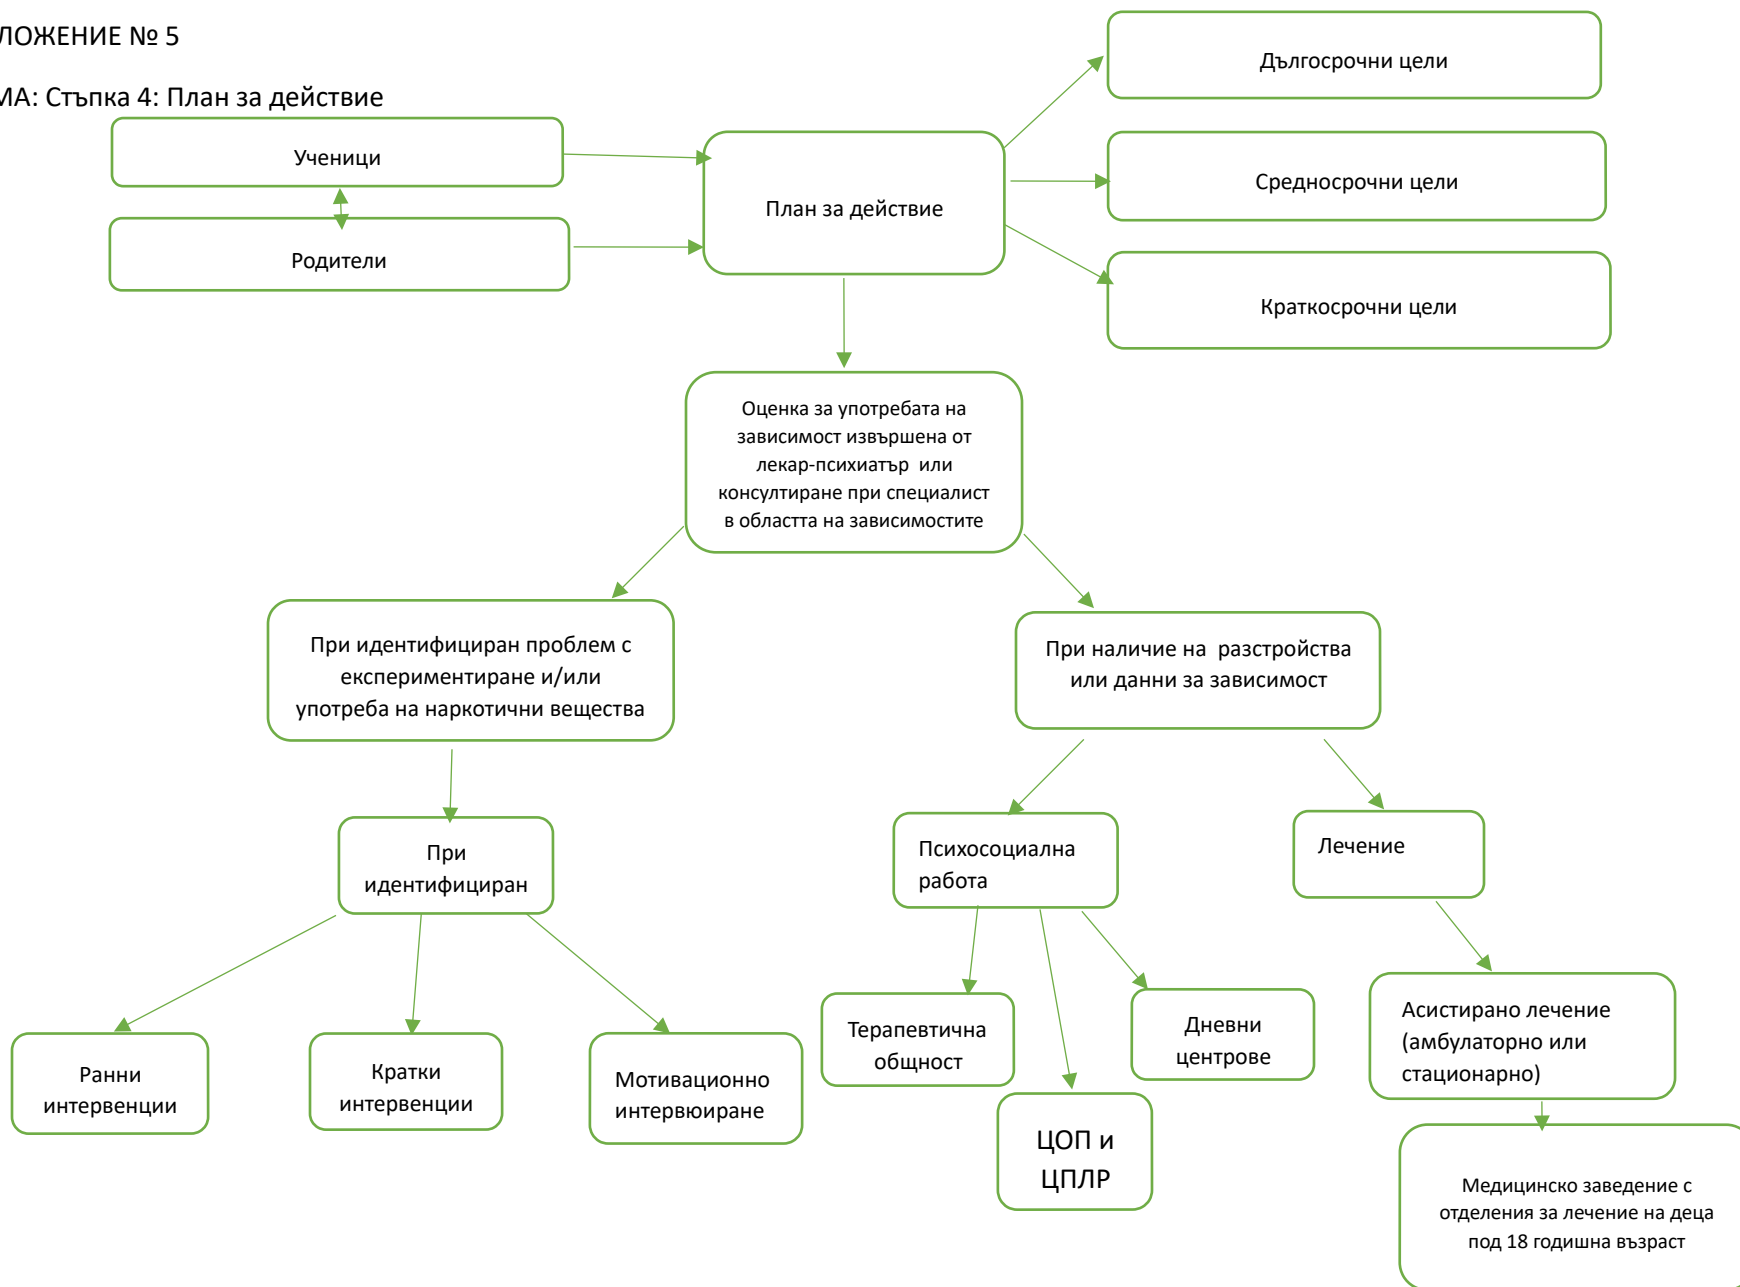 ЛОЖЕНИЕ № 5
МА: Стъпка 4: План за действие
Ученици
Родители
План за действие
Дългосрочни цели
Средносрочни цели
Краткосрочни цели
Оценка за употребата на
зависимост извършена от
лекар-психиатър или
консултиране при специалист
в областта на зависимостите
При идентифициран проблем с
експериментиране и/или
употреба на наркотични вещества
При наличие на разстройства
или данни за зависимост
При
идентифициран
Психосоциална
работа
Лечение
Ранни
интервенции
Кратки
интервенции
Мотивационно
интервюиране
Терапевтична
общност
ЦОП и
ЦПЛР
Дневни
центрове
Асистирано лечение
(амбулаторно или
стационарно)
Медицинско заведение с
отделения за лечение на деца
под 18 годишна възраст